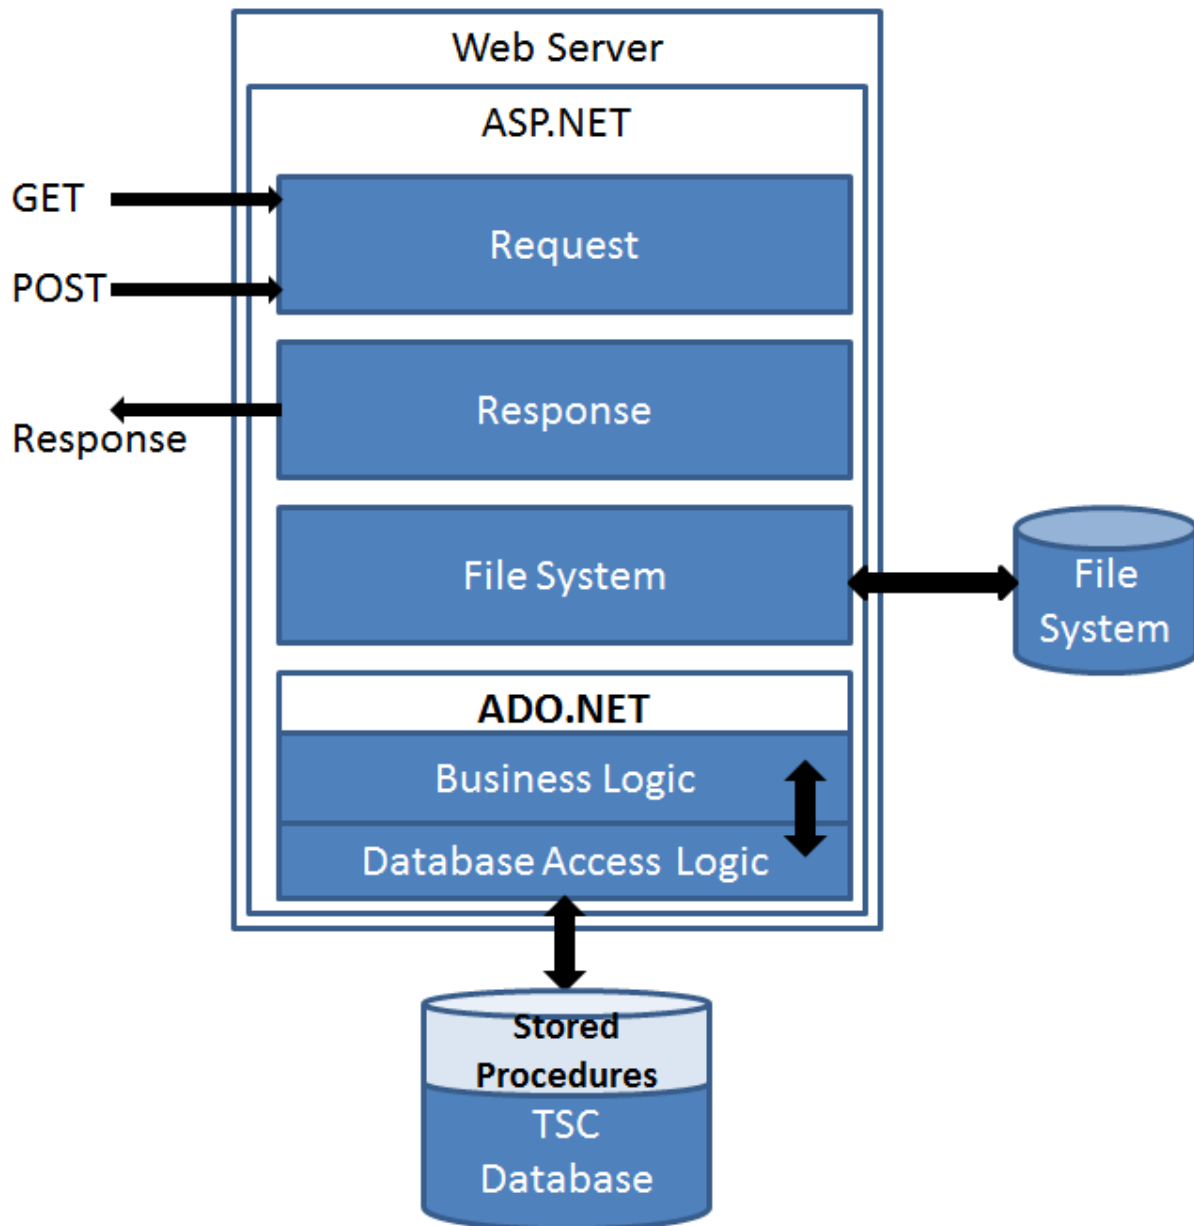 Web Server
ASP.NET
GET
Request
POST
Response
Response
File System
File
System
ADO.NET
Business Logic
Database Access Logic
Stored
Procedures
TSC
Database